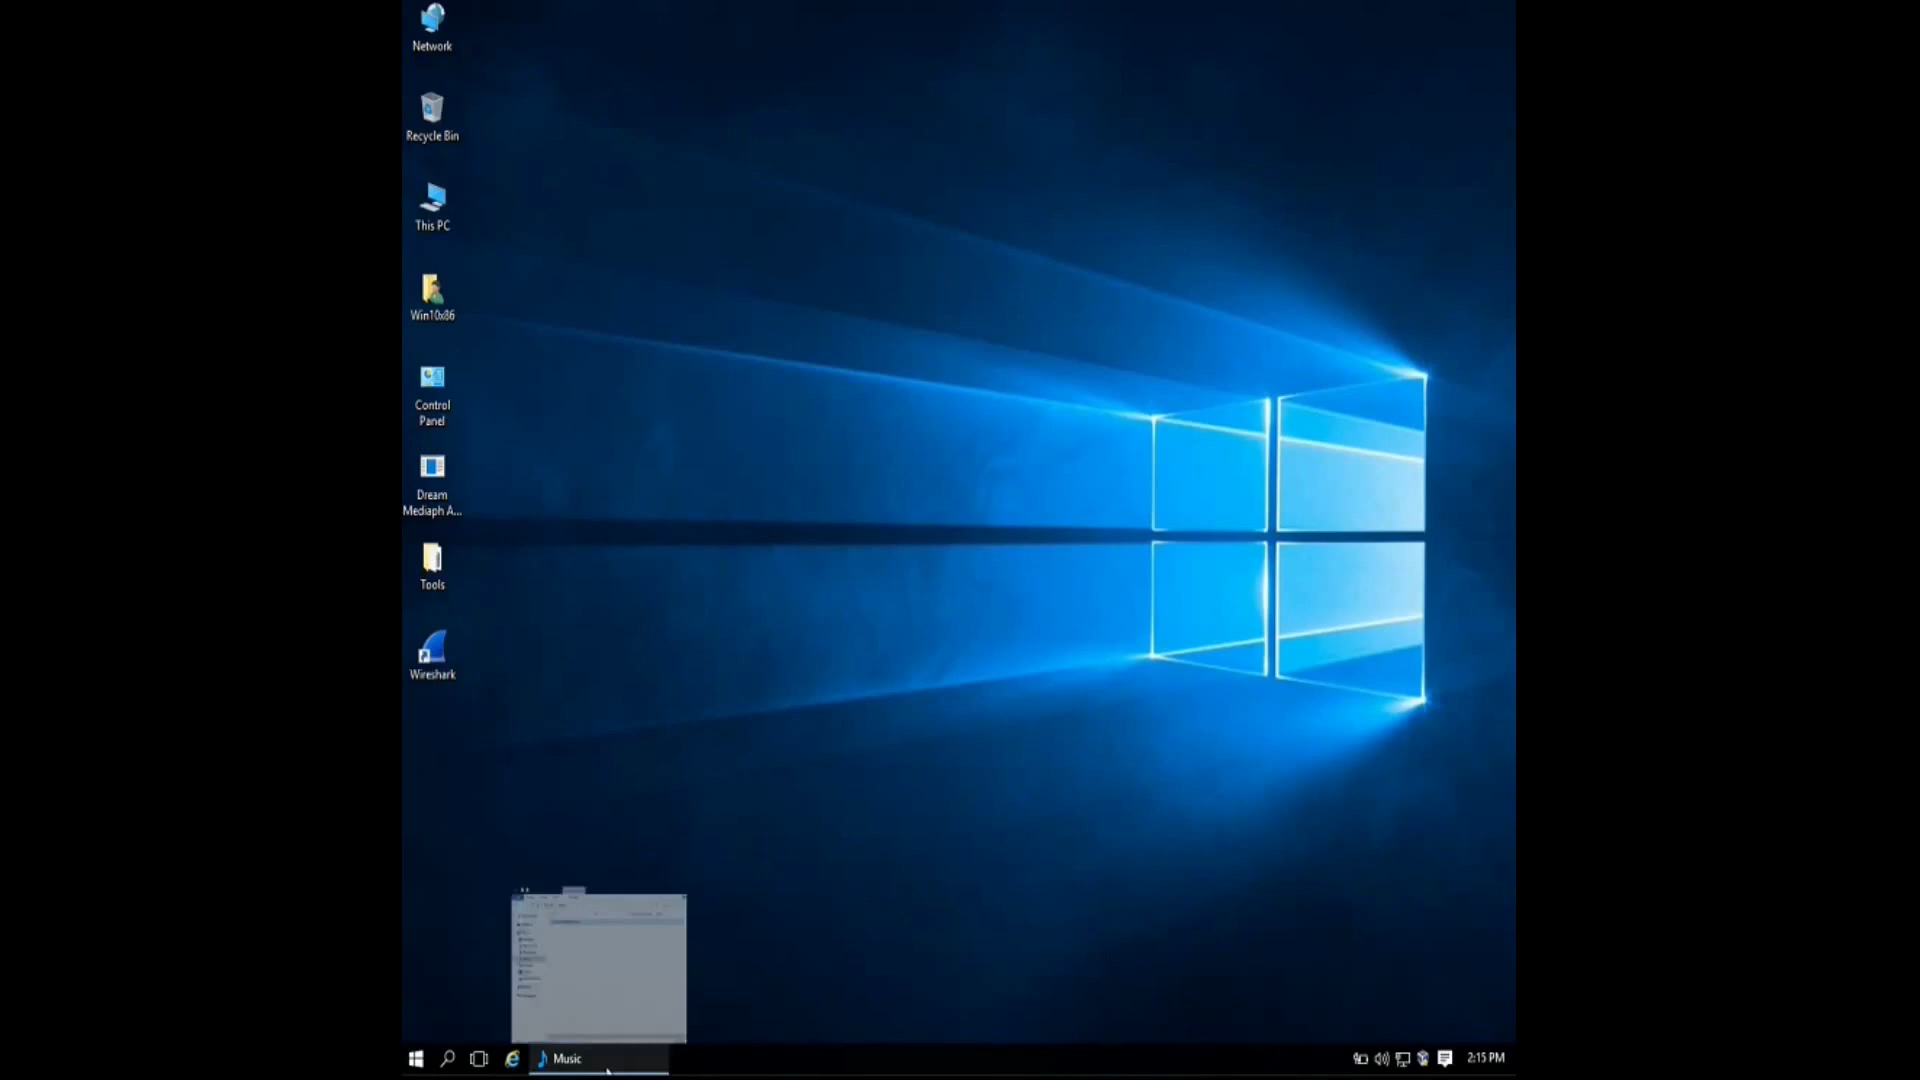 Network
Recycle Bin
This PC
Win10x86
Control
Panel
Dream
Mediaph A...
Tools
Wireshark
Music
2:15 PM